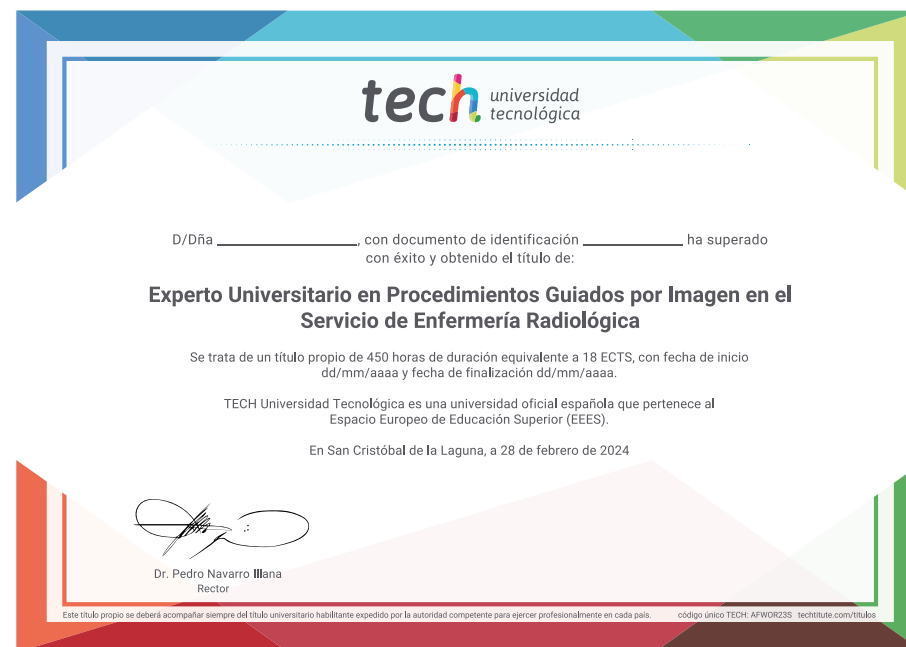 tech universidad
tecnológica
D/Dña ________________, con documento de identificación ____________ ha superado
con éxito y obtenido el título de:
Experto Universitario en Procedimientos Guiados por Imagen en el
Servicio de Enfermería Radiológica
Se trata de un título propio de 450 horas de duración equivalente a 18 ECTS, con fecha de inicio
dd/mm/aaaa y fecha de finalización dd/mm/aaaa.
TECH Universidad Tecnológica es una universidad oficial española que pertenece al
Espacio Europeo de Educación Superior (EEES).
En San Cristóbal de la Laguna, a 28 de febrero de 2024
Dr. Pedro Navarro Illana
Rector
Este título propio se deberá acompañar siempre del título universitario habilitante expedido por la autoridad competente para ejercer profesionalmente en cada país. código único TECH: AFWOR23S techtitute.com/titulos